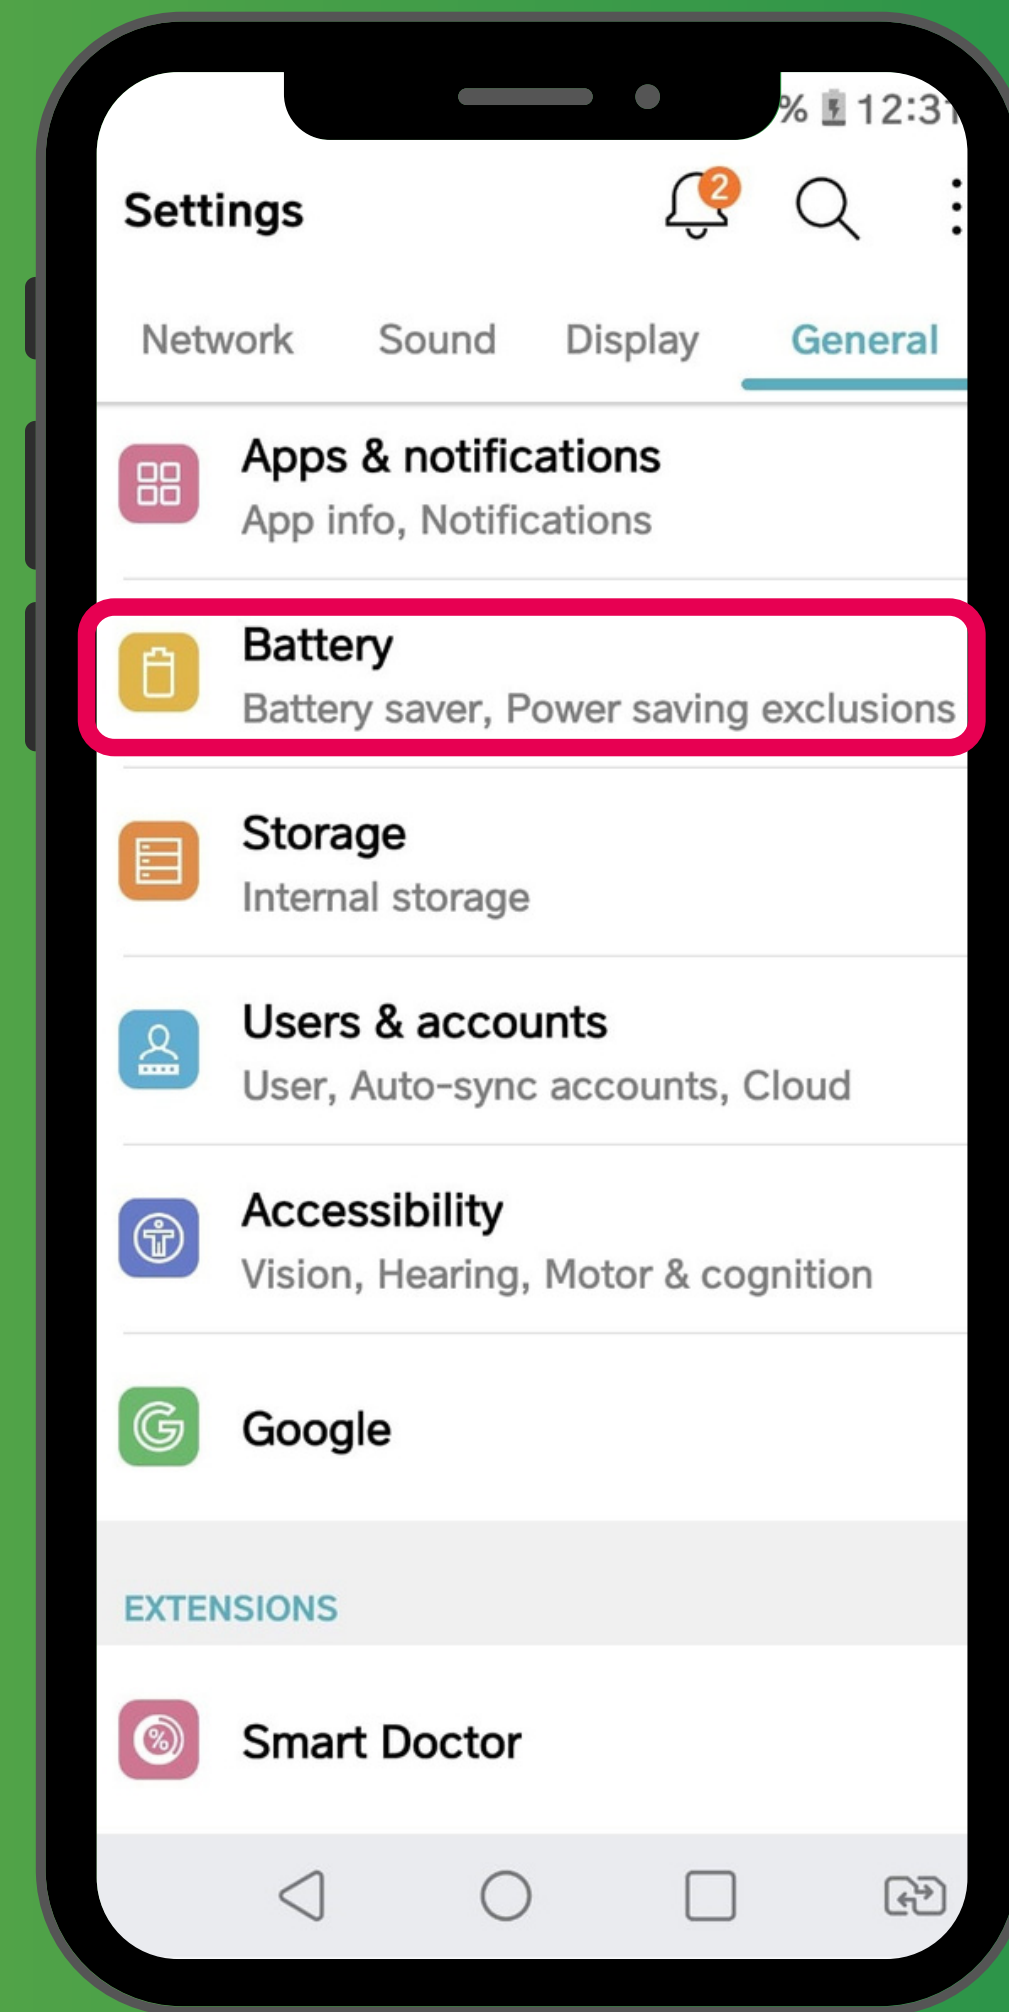 % 12:31
Settings
2
Network Sound Display General
Apps & notifications
App info, Notifications
Battery
Battery saver, Power saving exclusions
Storage
Internal storage
Users & accounts
User, Auto-sync accounts, Cloud
Accessibility
Vision, Hearing, Motor & cognition
Google
EXTENSIONS
Smart Doctor